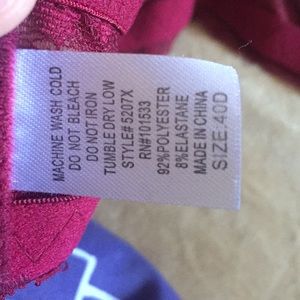 MACHINE WASH COLD
DO NOT BLEACH
DO NOT IRON
TUMBLE DRY LOW
STYLE# 5207X
RN#101533
92%POLYESTER
8%ELASTANE
MADE IN CHINA
SIZE:40D